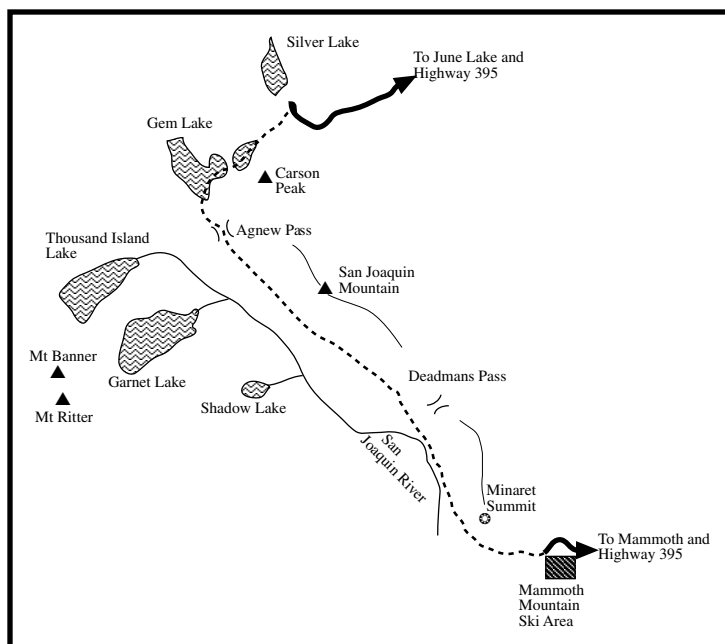 Silver Lake
To June Lake and
Highway 395
Gem Lake
Carson
Peak
Agnew Pass
Thousand Island
Lake
San Joaquin
Mountain
Mt Banner
Garnet Lake
Deadmans Pass
Shadow Lake
Mt Ritter
San
Joaquin River
Minaret
Summit
To Mammoth and
Highway 395
Mammoth
Mountain
Ski Area